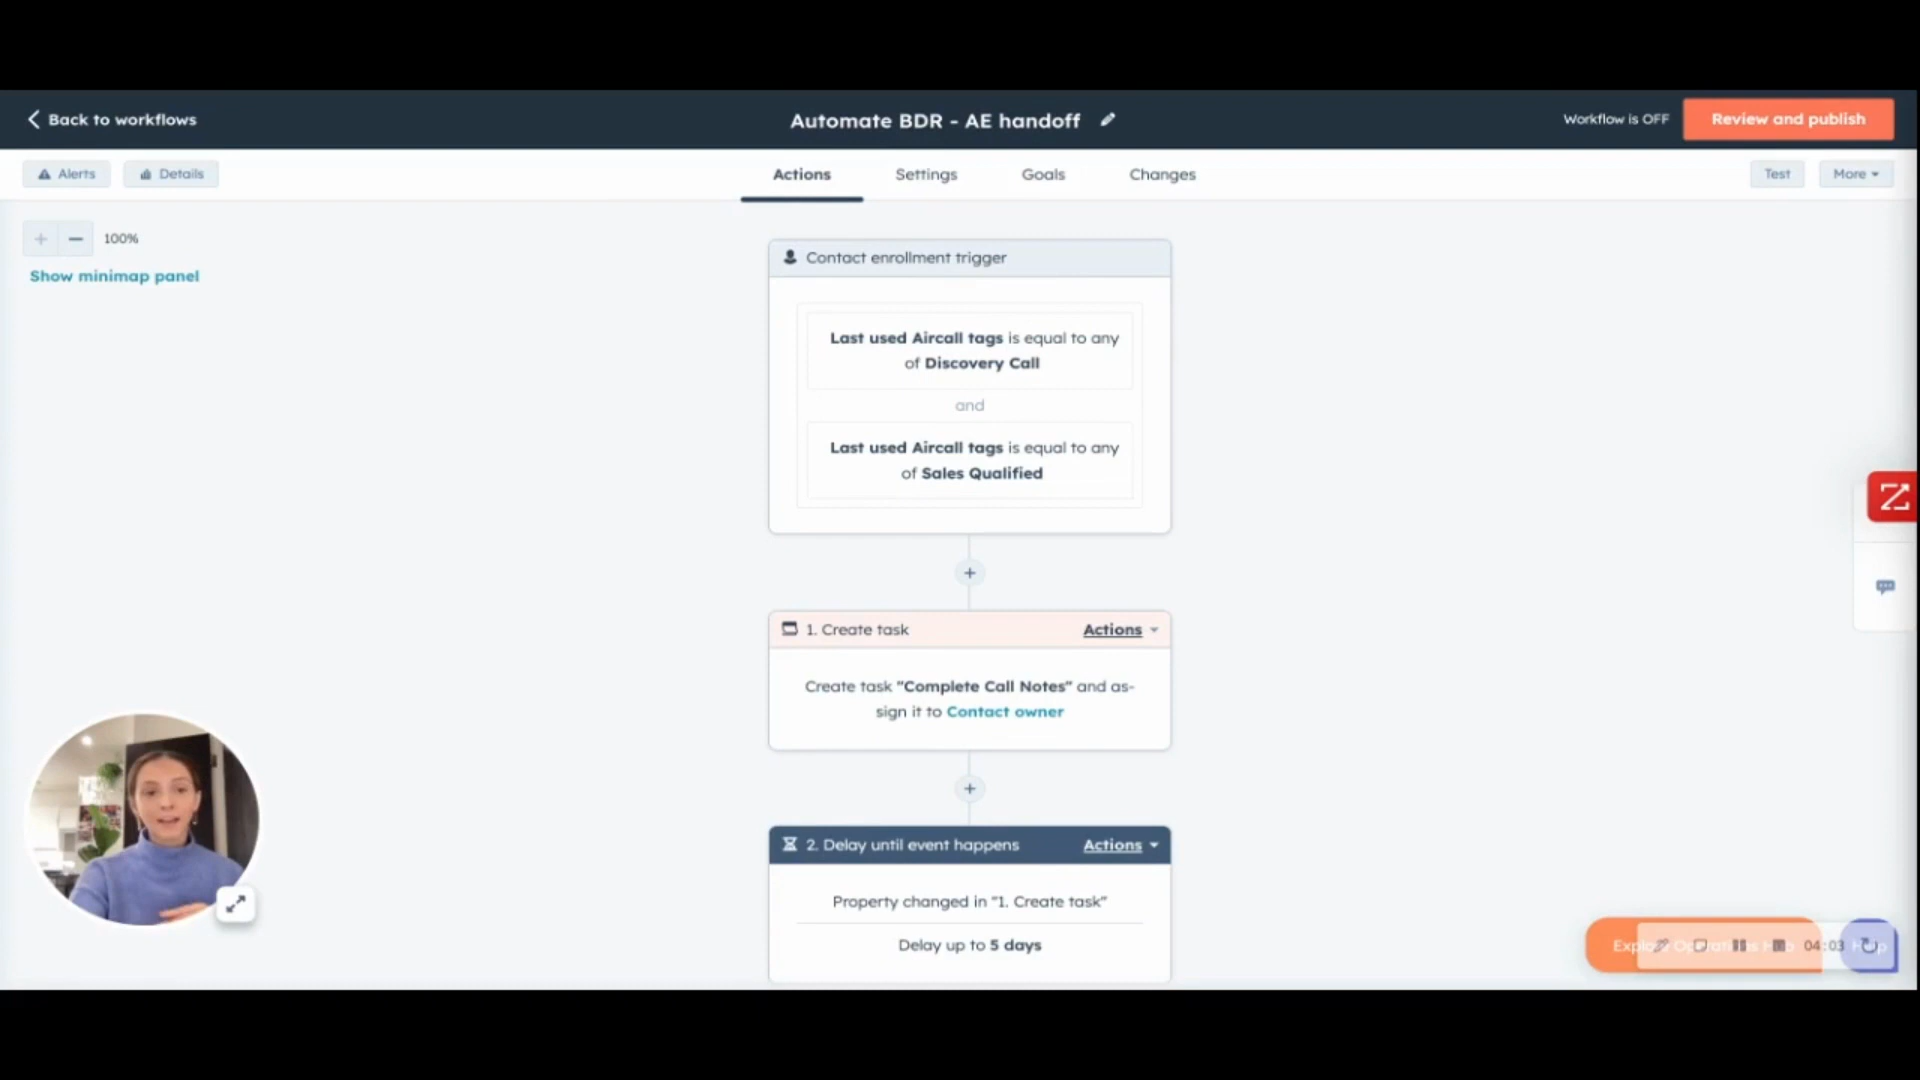 Back to workflows
Automate BDR - AE handoff
Workflow is OFF
Review and publish
Alerts
Details
Actions
Settings
Goals
Changes
Test
More
100%
Show minimap panel
Contact enrollment trigger
Last used Aircall tags is equal to any
of Discovery Call
and
Last used Aircall tags is equal to any
of Sales Qualified
1. Create task
Actions
Create task "Complete Call Notes" and as-
sign it to Contact owner
2. Delay until event happens
Actions
Property changed in "1. Create task"
Delay up to 5 days
04:03